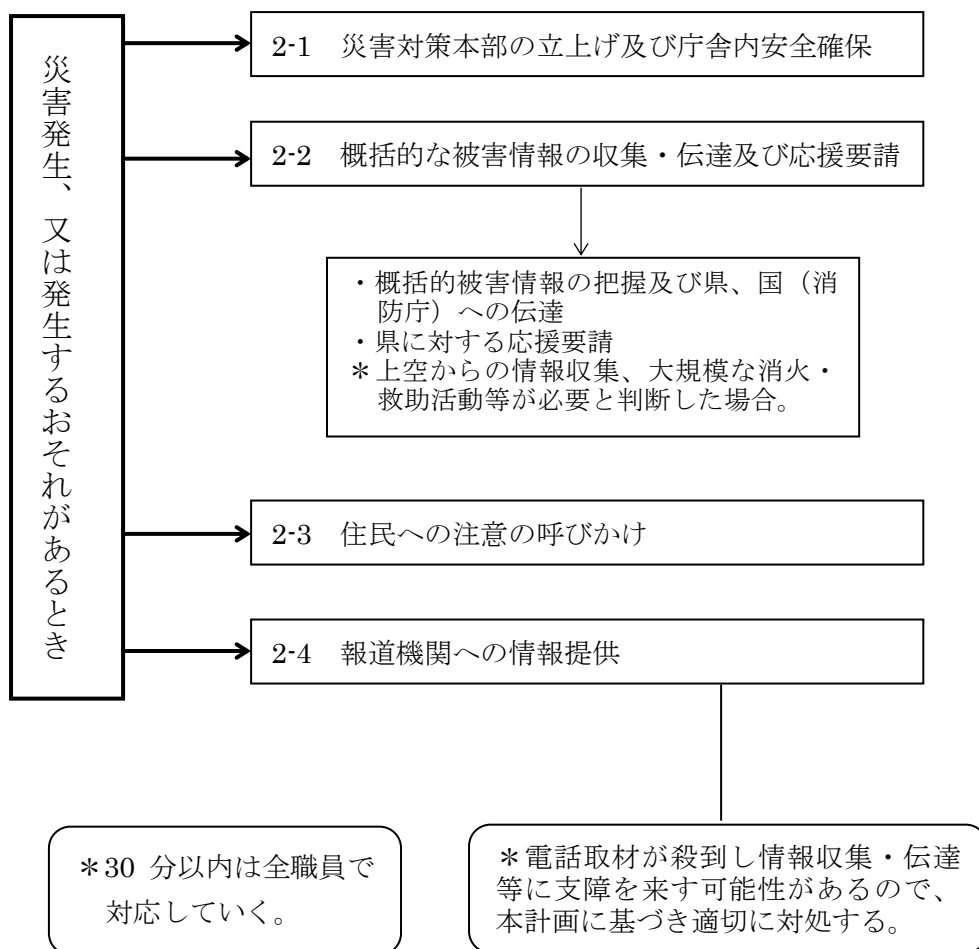 災害発生、又は発生するおそれがあるとき
2-1 災害対策本部の立上げ及び庁舎内安全確保
2-2 概括的な被害情報の収集・伝達及び応援要請
・概括的被害情報の把握及び県、国（消
防庁）への伝達
・県に対する応援要請
＊上空からの情報収集、大規模な消火・
救助活動等が必要と判断した場合。
2-3 住民への注意の呼びかけ
2-4 報道機関への情報提供
＊30 分以内は全職員で
対応していく。
＊電話取材が殺到し情報収集・伝達
等に支障を来す可能性があるので、
本計画に基づき適切に対処する。